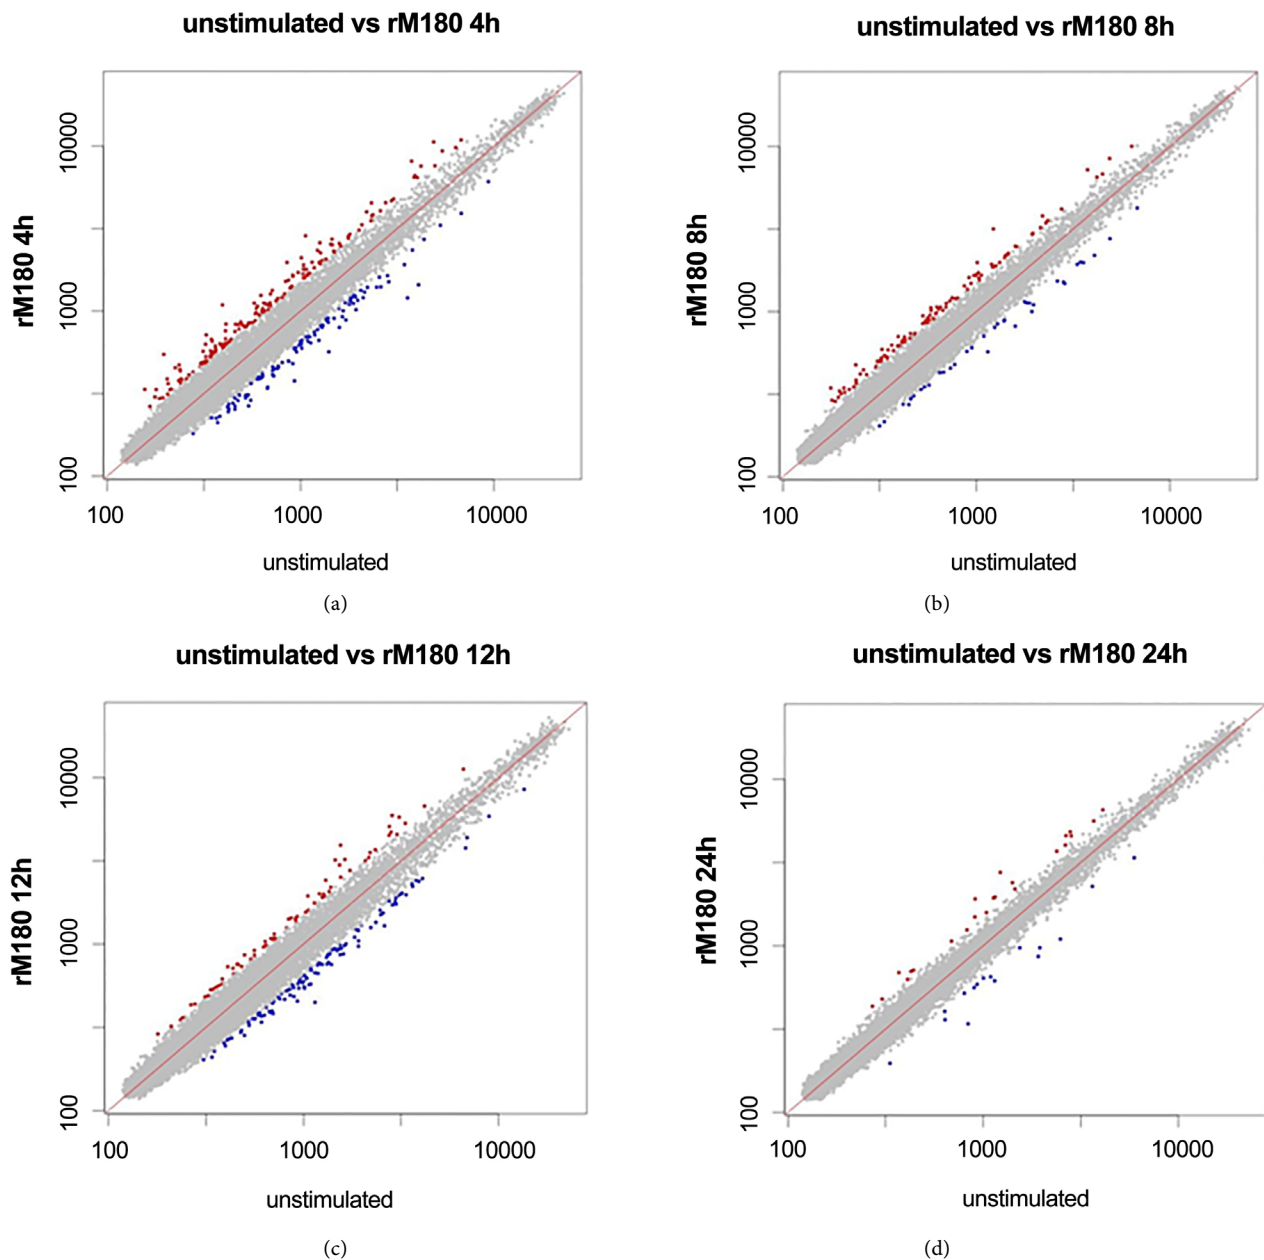 unstimulated vs rM180 4h
rM180 4h
10000
1000
100
100 1000 10000
unstimulated
(a)
unstimulated vs rM180 8h
rM180 8h
10000
1000
100
100 1000 10000
unstimulated
(b)
unstimulated vs rM180 12h
rM180 12h
10000
1000
100
100 1000 10000
unstimulated
(c)
unstimulated vs rM180 24h
rM180 24h
10000
1000
100
100 1000 10000
unstimulated
(d)